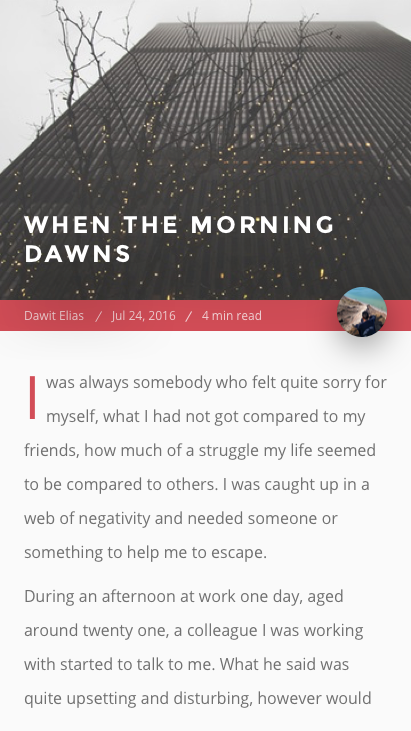 WHEN THE MORNING
DAWNS
Dawit Elias / Jul 24, 2016 / 4 min read
I was always somebody who felt quite sorry for
myself, what I had not got compared to my
friends, how much of a struggle my life seemed
to be compared to others. I was caught up in a
web of negativity and needed someone or
something to help me to escape.
During an afternoon at work one day, aged
around twenty one, a colleague I was working
with started to talk to me. What he said was
quite upsetting and disturbing, however would